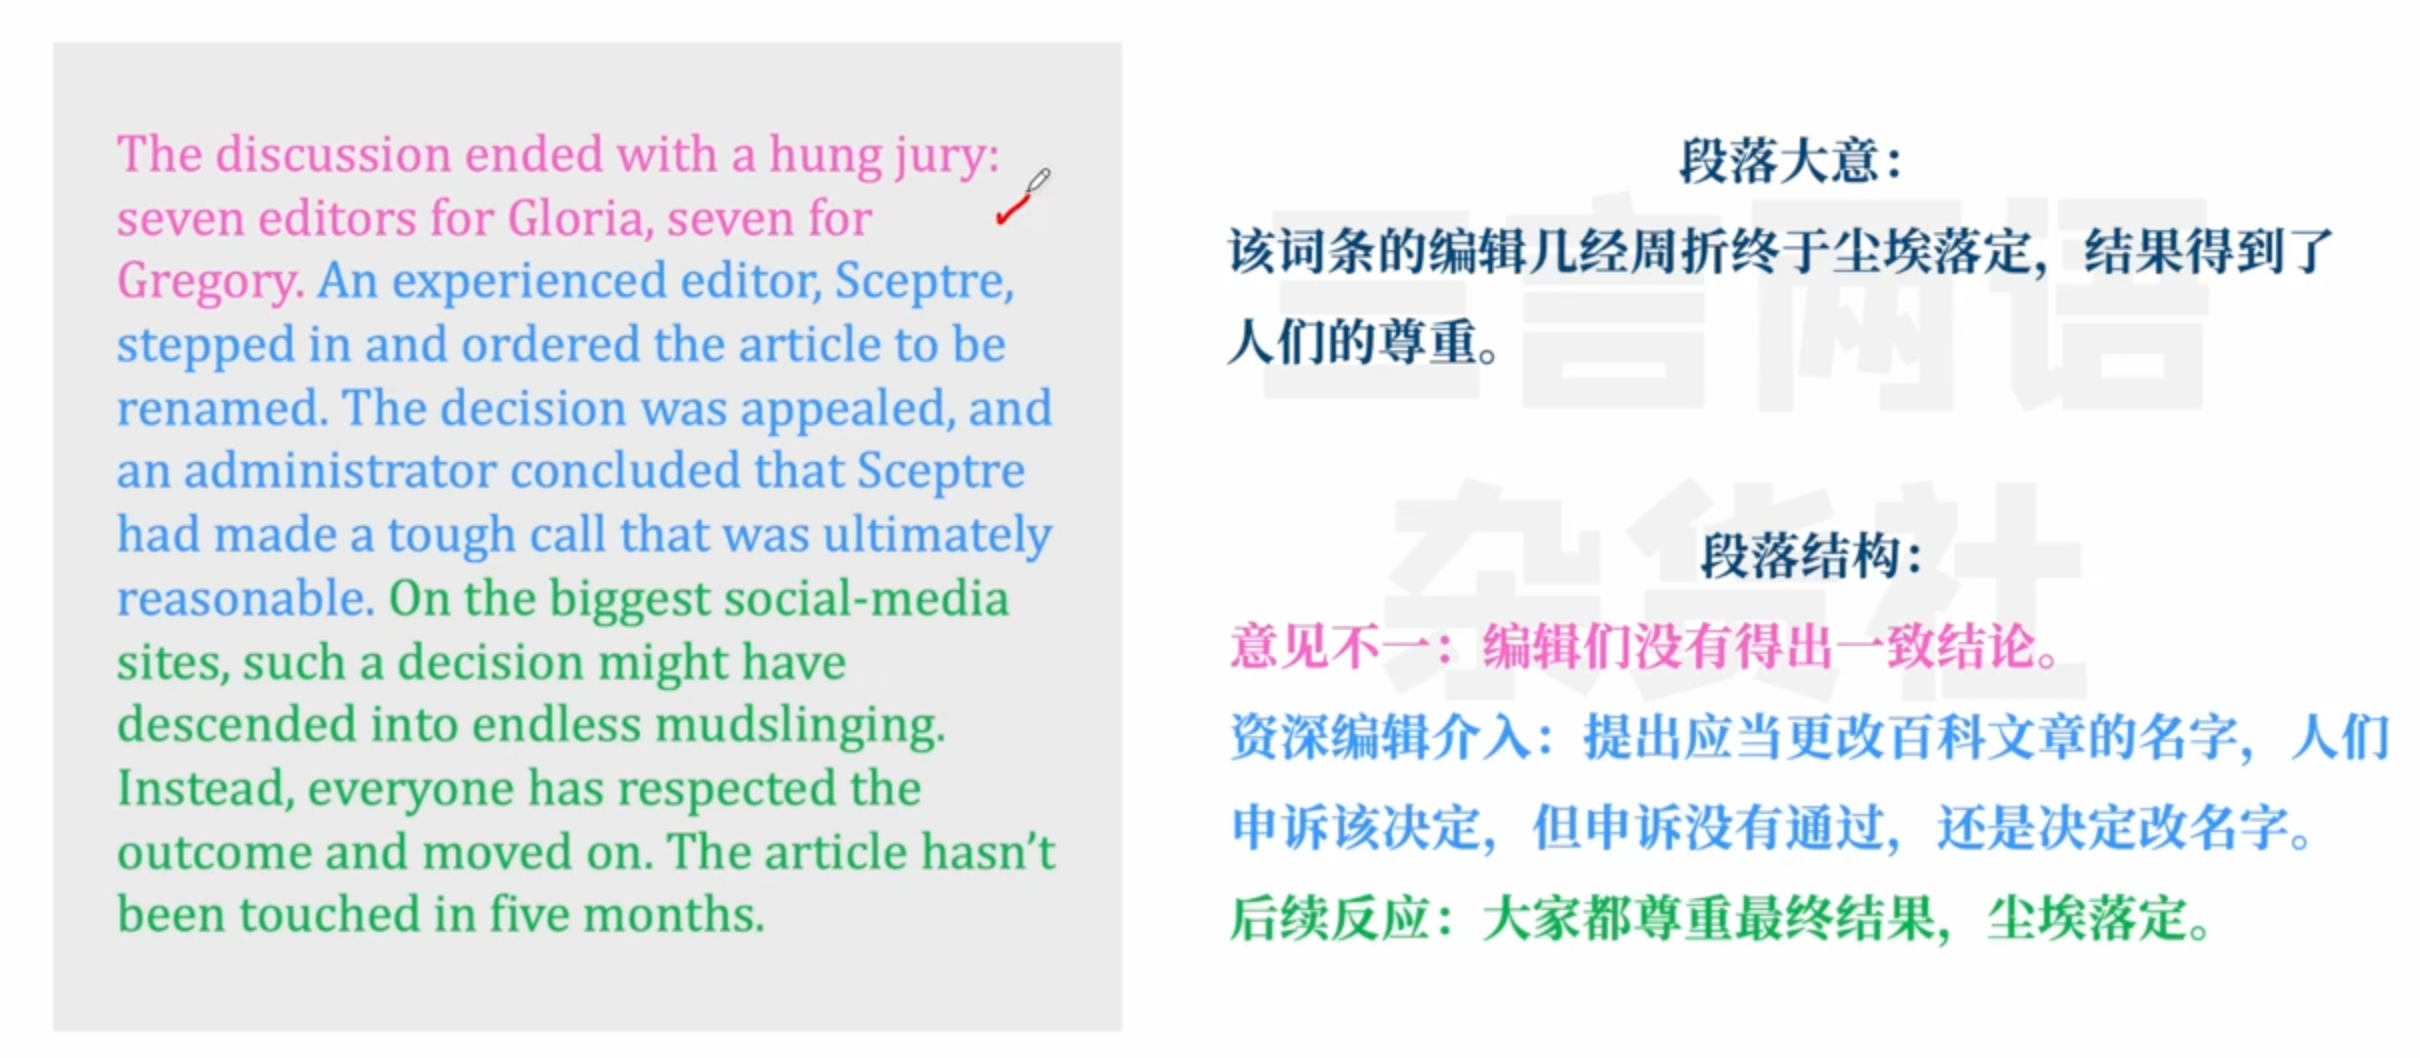 The discussion ended with a hung jury:
seven editors for Gloria, seven for
Gregory. An experienced editor, Sceptre,
stepped in and ordered the article to be
renamed. The decision was appealed, and
an administrator concluded that Sceptre
had made a tough call that was ultimately
reasonable. On the biggest social-media
sites, such a decision might have
descended into endless mudslinging.
Instead, everyone has respected the
outcome and moved on. The article hasn’t
been touched in five months.
段落大意：
该词条的编辑几经周折终于尘埃落定，结果得到了
人们的尊重。
段落结构：
意见不一：编辑们没有得出一致结论。
资深编辑介入：提出应当更改百科文章的名字，人们
申诉该决定，但申诉没有通过，还是决定改名字。
后续反应：大家都尊重最终结果，尘埃落定。
三言两语
杂货社